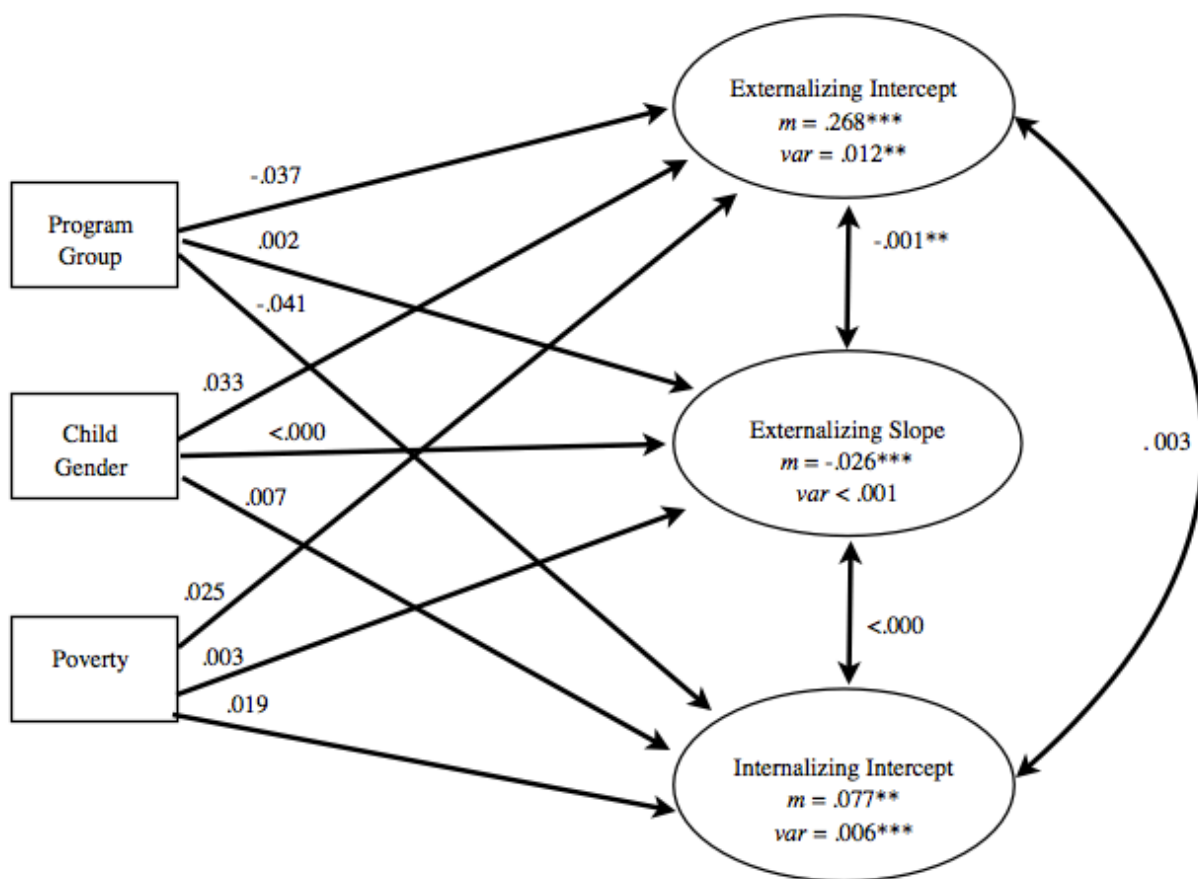 Externalizing Intercept
m = .268***
var = .012**
-.037
Program
Group
.002
-.001**
-.041
.033
Child
Gender
<.000
Externalizing Slope
m = -.026***
var < .001
.003
.007
.025
Poverty
.003
<.000
.019
Internalizing Intercept
m = .077**
var = .006***